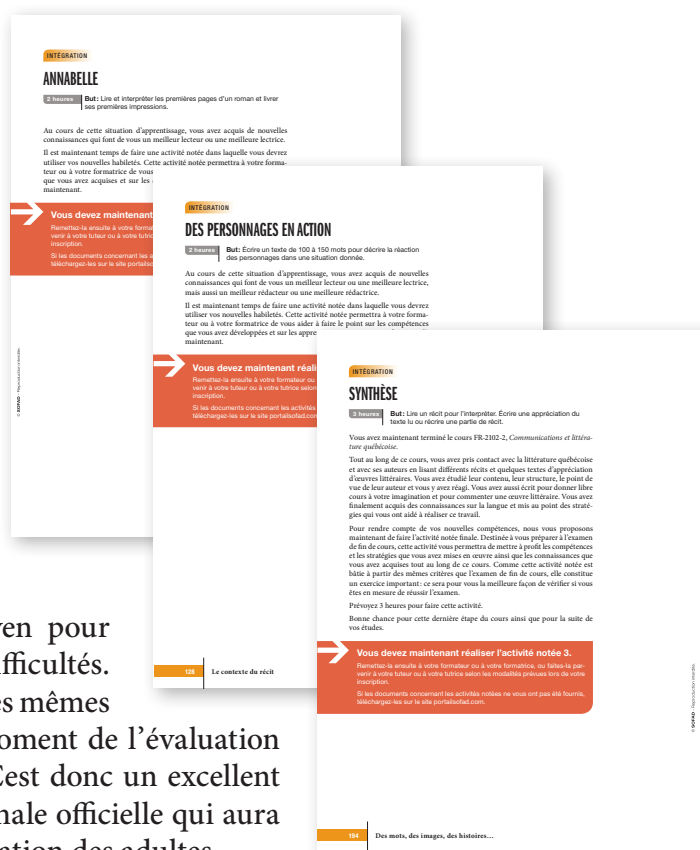 INTÉGRATION
ANNABELLE
2 heures
But: Lire et interpréter les premières pages d'un roman et livrer
ses premières impressions.
Au cours de cette situation d'apprentissage, vous avez acquis de nouvelles
connaissances qui font de vous un meilleur lecteur ou une meilleure lectrice.
Il est maintenant temps de faire une activité notée dans laquelle vous devrez
utiliser vos nouvelles habiletés. Cette activité notée permettra à votre forma-
teur ou à votre formatrice de vous
que vous avez acquises et sur les
maintenant.
Vous devez maintenant
Remettez-la ensuite à votre
venir à votre tuteur ou à votre
inscription.
Si les documents concernant les
téléchargez-les sur le site
© SOFAD - Reproduction interdite.
INTÉGRATION
DES PERSONNAGES EN ACTION
2 heures
But: Écrire un texte de 100 à 150 mots pour décrire la réaction
des personnages dans une situation donnée.
Au cours de cette situation d'apprentissage, vous avez acquis de nouvelles
connaissances qui font de vous un meilleur lecteur ou une meilleure lectrice,
mais aussi un meilleur rédacteur ou une meilleure rédactrice.
Il est maintenant temps de faire une activité notée dans laquelle vous devrez
utiliser vos nouvelles habiletés. Cette activité notée permettra à votre forma-
teur ou à votre formatrice de vous aider à faire le point sur les compétences
que vous avez développées et sur les
maintenant.
Vous devez maintenant
Remettez-la ensuite à votre formateur ou
venir à votre tuteur ou à votre tutrice selon
inscription.
Si les documents concernant les activités
téléchargez-les sur le site
128
Le contexte du récit
INTÉGRATION
SYNTHÈSE
3 heures
But: Lire un récit pour l'interpréter. Écrire une appréciation du
texte lu ou récrire une partie de récit.
Vous avez maintenant terminé le cours FR-2102-2, Communications et littéra-
ture québécoise.
Tout au long de ce cours, vous avez pris contact avec la littérature québécoise
et avec ses auteurs en lisant différents récits et quelques textes d'appréciation
d'œuvres littéraires. Vous avez étudié leur contenu, leur structure, le point de
vue de leur auteur et vous y avez réagi. Vous avez aussi écrit pour donner libre
cours à votre imagination et pour commenter une œuvre littéraire. Vous avez
finalement acquis des connaissances sur la langue et mis au point des straté-
gies qui vous ont aidé à réaliser ce travail.
Pour rendre compte de vos nouvelles compétences, nous vous proposons
maintenant de faire l'activité notée finale. Destinée à vous préparer à l'examen
de fin de cours, cette activité vous permettra de mettre à profit les compétences
et les stratégies que vous avez mises en œuvre ainsi que les connaissances que
vous avez acquises tout au long de ce cours. Comme cette activité notée est
bâtie à partir des mêmes critères que l'examen de fin de cours, elle constitue
un exercice important : ce sera pour vous la meilleure façon de vérifier si vous
êtes en mesure de réussir l'examen.
Prévoyez 3 heures pour faire cette activité.
Bonne chance pour cette dernière étape du cours ainsi que pour la suite de
vos études.
Vous devez maintenant réaliser l'activité notée 3.
Remettez-la ensuite à votre formateur ou à votre formatrice, ou faites-la par-
venir à votre tuteur ou à votre tutrice selon les modalités prévues lors de votre
inscription.
Si les documents concernant les activités notées ne vous ont pas été fournis,
téléchargez-les sur le site portailsofad.com.
© SOFAD - Reproduction interdite.
194
Des mots, des images, des histoires…
pour
mêmes
de l'évaluation
donc un excellent
officielle qui aura
des adultes